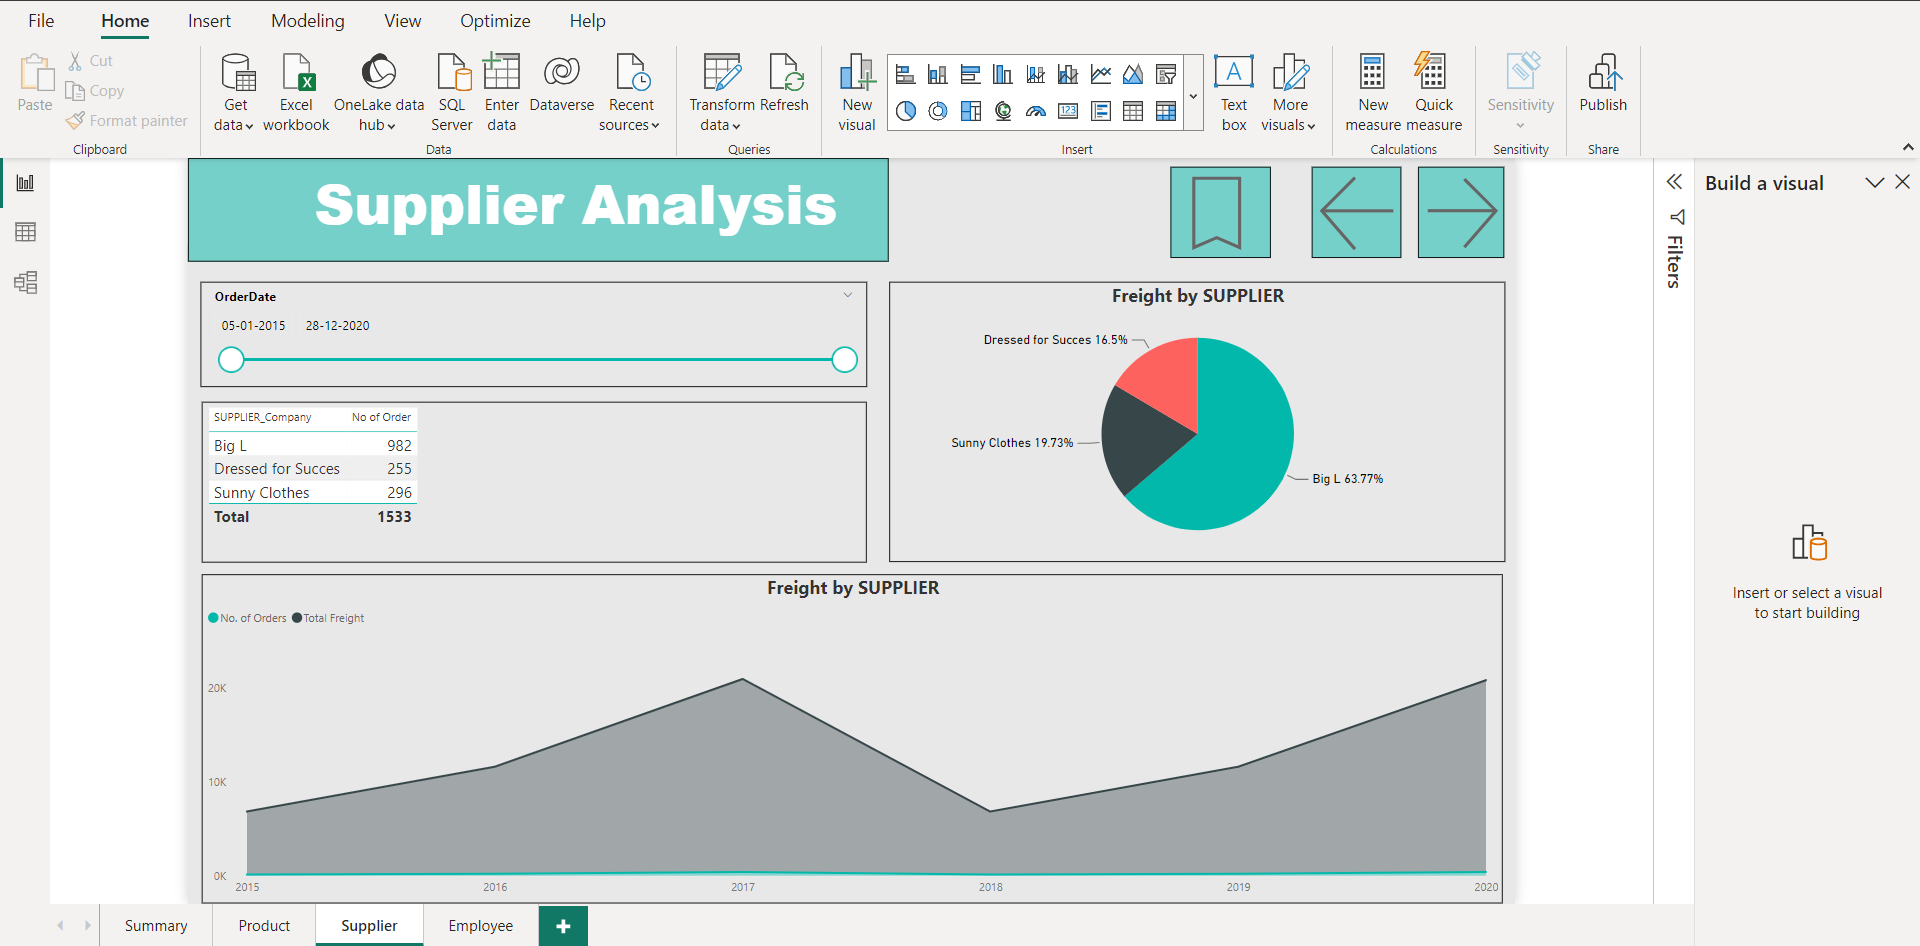 File Home Insert Modeling View Optimize Help
Paste
Cut
Copy
Format painter
Clipboard
Get data
Excel workbook
OneLake data hub
SQL Server
Enter data
Dataverse
Recent sources
Data
Transform data
Refresh
Queries
New visual
123
Insert
A
Text box
More visuals
New measure
Quick measure
Calculations
Sensitivity
Sensitivity
Publish
Share
Supplier Analysis
OrderDate
05-01-2015 28-12-2020
SUPPLIER_Company No of Order
Big L 982
Dressed for Succes 255
Sunny Clothes 296
Total 1533
Freight by SUPPLIER
Dressed for Succes 16.5%
Sunny Clothes 19.73%
Big L 63.77%
Freight by SUPPLIER
No. of Orders Total Freight
20K
10K
0K
2015 2016 2017 2018 2019 2020
Filters
Build a visual
Insert or select a visual
to start building
Summary Product Supplier Employee